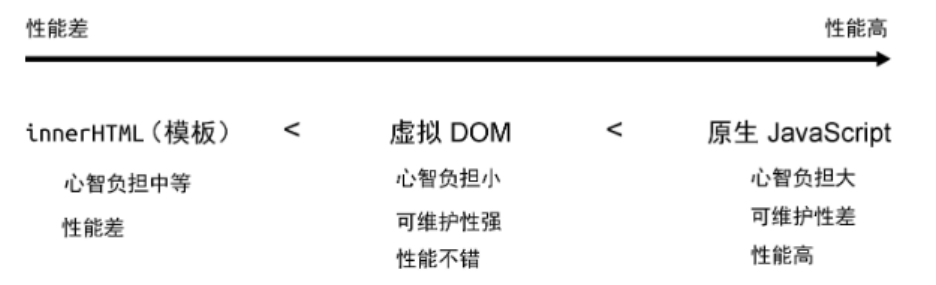 性能差 性能高
innerHTML（模板） < 虚拟 DOM < 原生 JavaScript
心智负担中等 心智负担小 心智负担大
性能差 可维护性强 可维护性差
性能不错 性能高